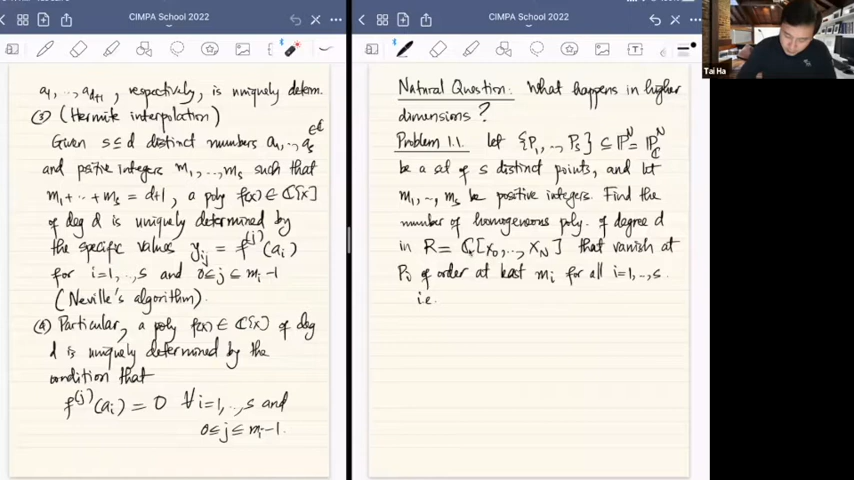 CIMPA School 2022
a1, .., ad+1, respectively, is uniquely determ.
(3) (Hermite interpolation)
Given s≤d distinct numbers a1, .., as ∈ ℂ
and psitive integers m1, .., ms such that
m1 + .. + ms = d+1, a poly f(x) ∈ ℂ[x]
of deg d is uniquely determined by
the specific values yij = f^(j)(ai)
for i=1, .., s and 0≤j≤mi-1
(Neville's algorithm).
(4) Particular, a poly f(x) ∈ ℂ[x] of deg
d is uniquely determined by the
condition that
f^(j)(ai) = 0 ∀ i=1, .., s and
0≤j≤mi-1.
CIMPA School 2022
Natural Question: What happens in higher
dimensions?
Problem 1.1. Let {P1, .., Ps} ⊆ ℙ^N = ℙ^N_ℂ
be a set of s distinct points, and let
m1, .., ms be positive integers. Find the
number of homogeneous poly. of degree d
in R = ℂ[x0, .., xN] that vanish at
Pi of order at least mi for all i=1, .., s.
i.e.
Tai Ha